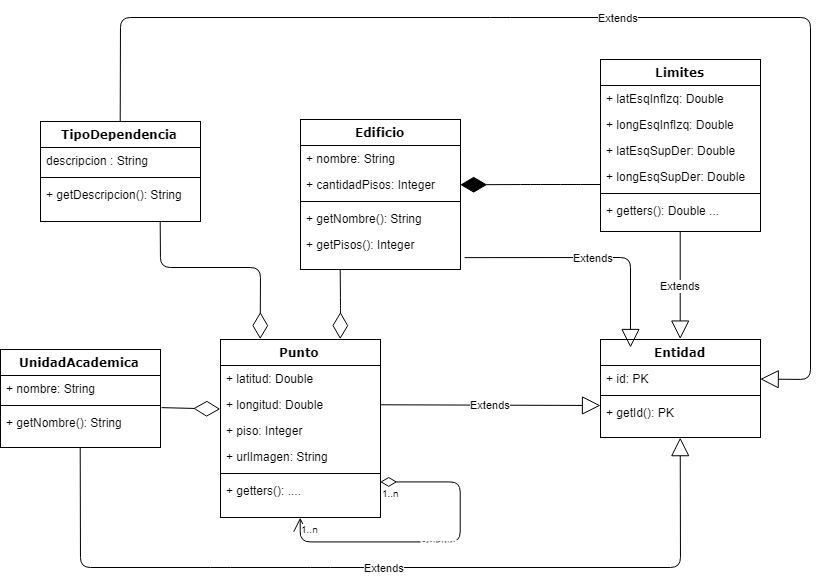 Extends
Limites
+ latEsqInfIzq: Double
+ longEsqInfIzq: Double
+ latEsqSupDer: Double
+ longEsqSupDer: Double
+ getters(): Double ...
TipoDependencia
descripcion : String
+ getDescripcion(): String
Edificio
+ nombre: String
+ cantidadPisos: Integer
+ getNombre(): String
+ getPisos(): Integer
Extends
Extends
UnidadAcademica
+ nombre: String
+ getNombre(): String
Punto
+ latitud: Double
+ longitud: Double
+ piso: Integer
+ urlImagen: String
+ getters(): ....
Extends
Entidad
+ id: PK
+ getId(): PK
1..n
1..n
Extends